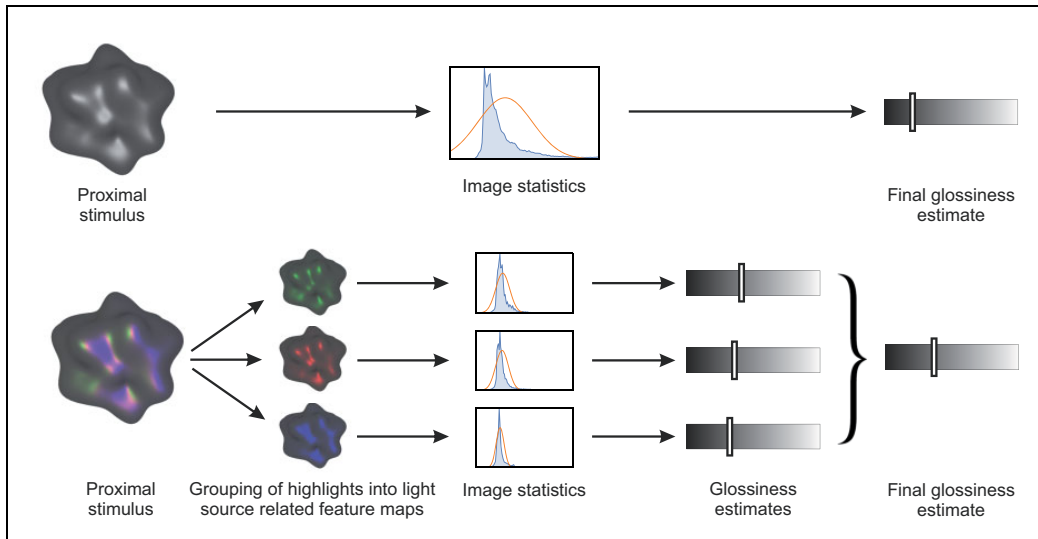 Proximal
stimulus
Image statistics
Final glossiness
estimate
Proximal
stimulus
Grouping of highlights into light
source related feature maps
Image statistics
Glossiness
estimates
Final glossiness
estimate